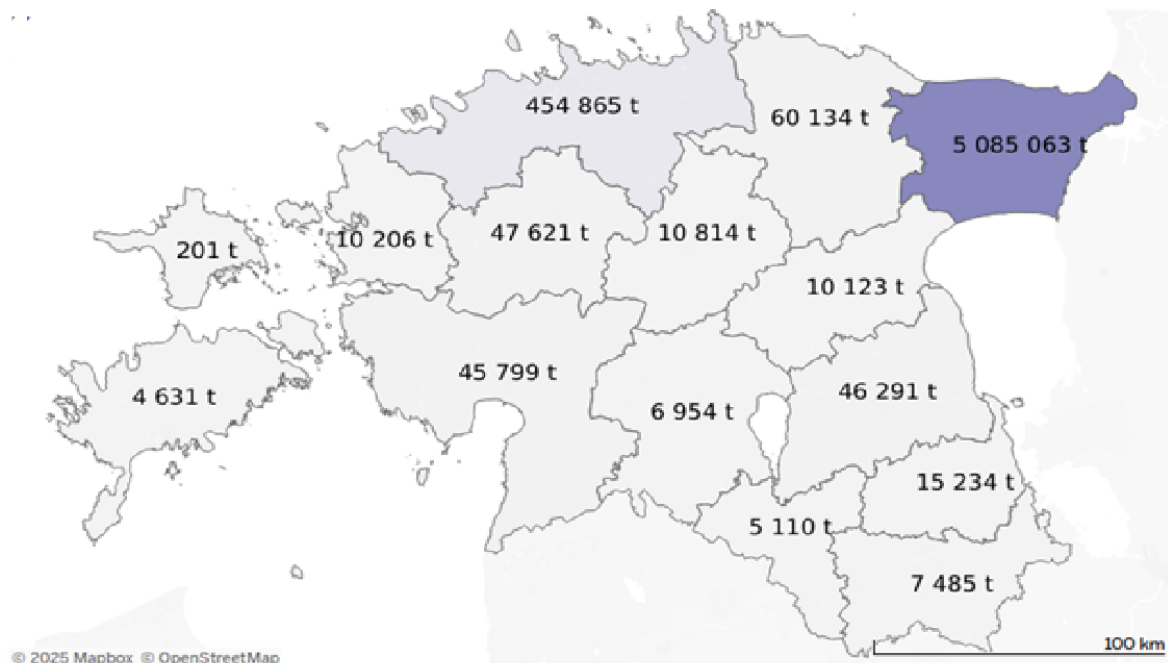 454 865 t
60 134 t
5 085 063 t
201 t
10 206 t
47 621 t
10 814 t
10 123 t
4 631 t
45 799 t
6 954 t
46 291 t
15 234 t
5 110 t
7 485 t
100 km
© 2025 Mapbox © OpenStreetMap